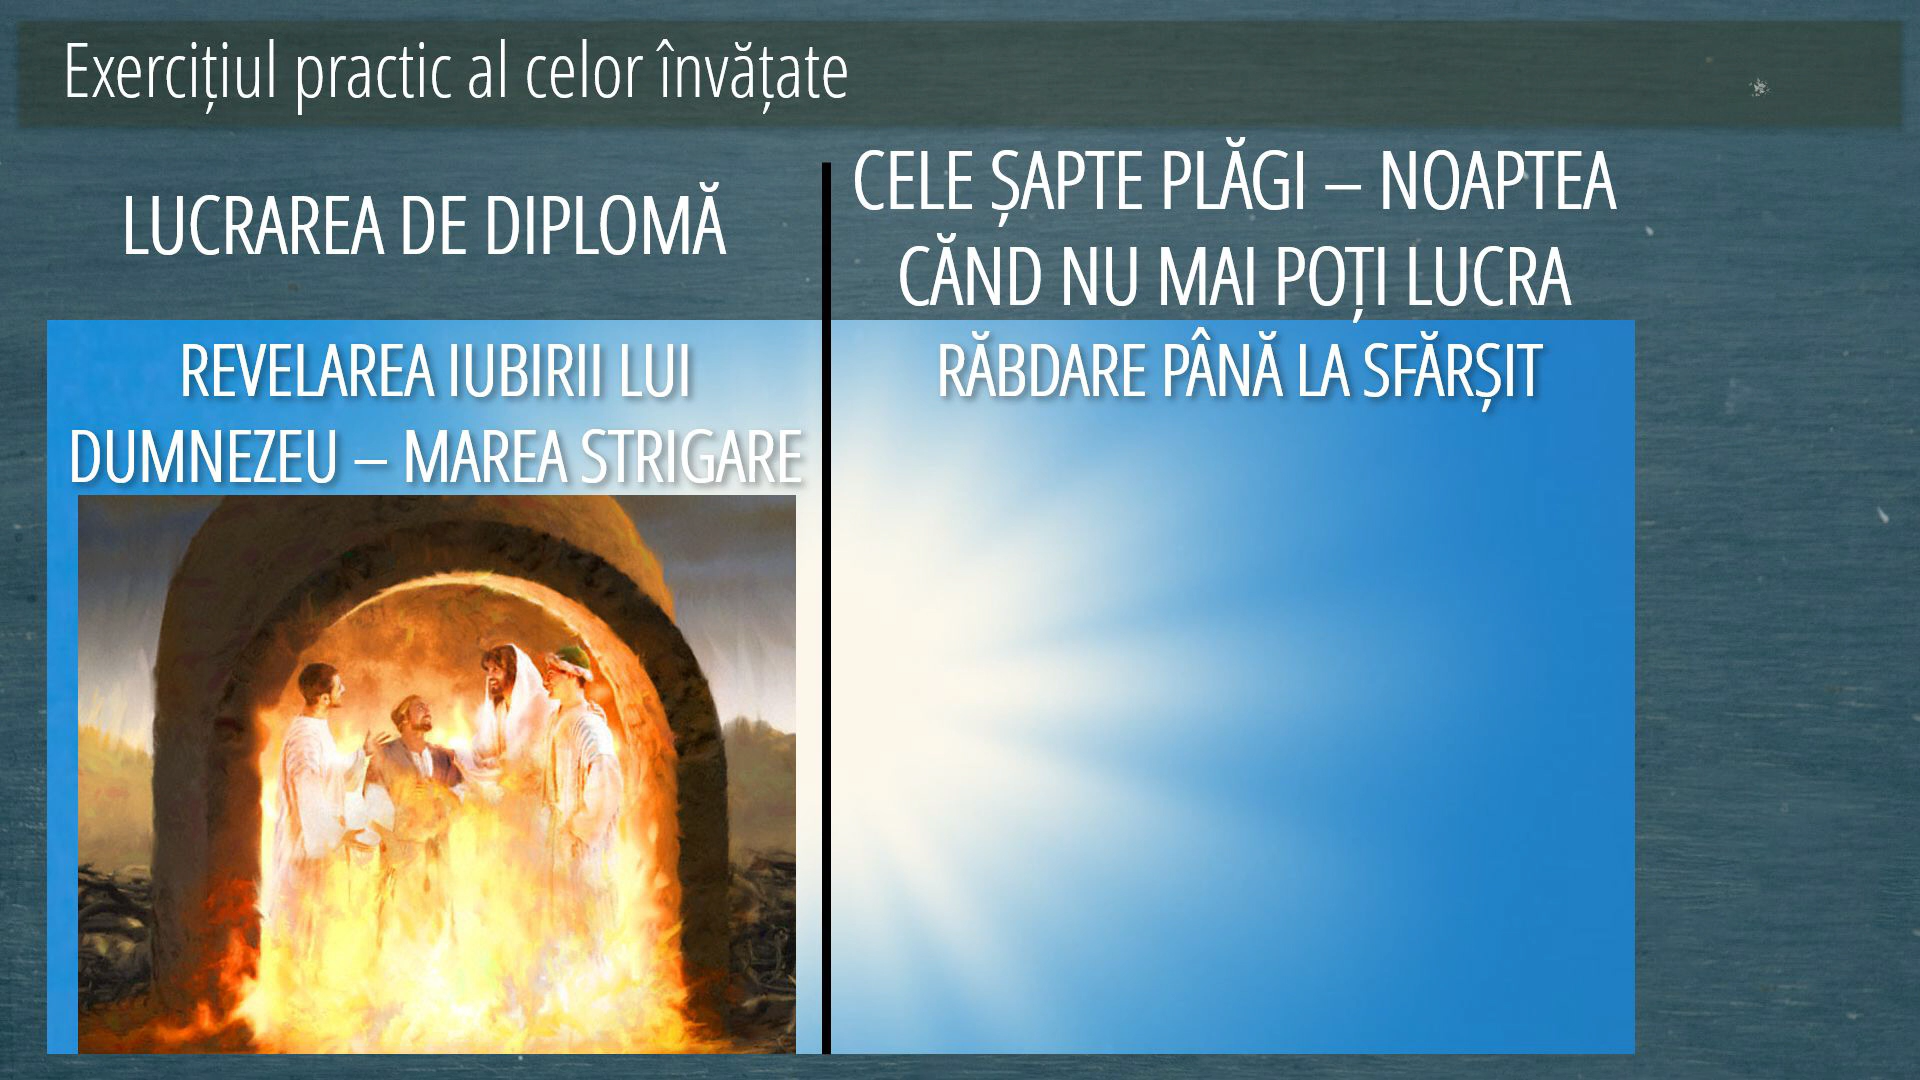 Exercițiul practic al celor învățate
LUCRAREA DE DIPLOMĂ
REVELAREA IUBIRII LUI
DUMNEZEU – MAREA STRIGARE
CELE ȘAPTE PLĂGI – NOAPTEA
CĂND NU MAI POȚI LUCRA
RĂBDARE PÂNĂ LA SFĂRȘIT